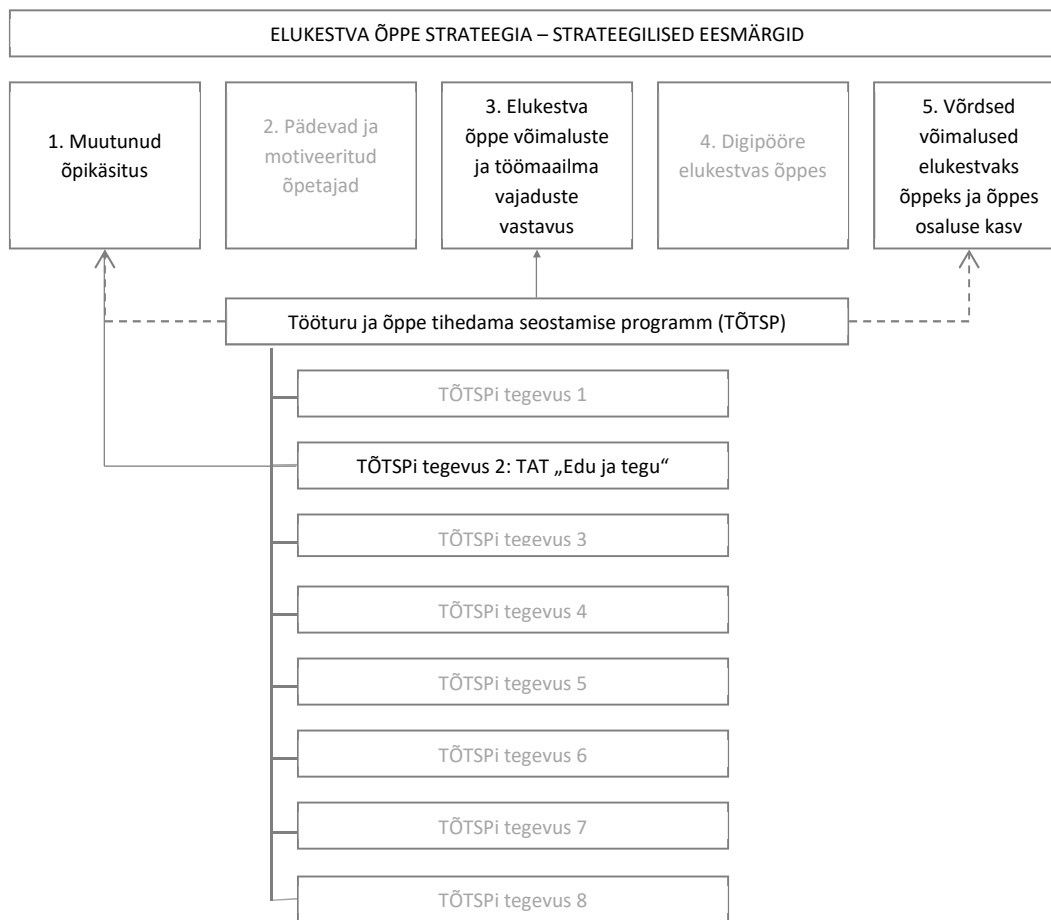 ELUKESTVA ÕPPE STRATEEGIA – STRATEEGILISED EESMÄRGID
1. Muutunud
õpikäsitus
2. Pädevad ja
motiveeritud
õpetajad
3. Elukestva
õppe võimaluste
ja töömaailma
vajaduste
vastavus
4. Digipööre
elukestvas õppes
5. Võrdsed
võimalused
elukestvaks
õppeks ja õppes
osaluse kasv
Tööturu ja õppe tihedama seostamise programm (TÕTSP)
TÕTSPi tegevus 1
TÕTSPi tegevus 2: TAT „Edu ja tegu“
TÕTSPi tegevus 3
TÕTSPi tegevus 4
TÕTSPi tegevus 5
TÕTSPi tegevus 6
TÕTSPi tegevus 7
TÕTSPi tegevus 8